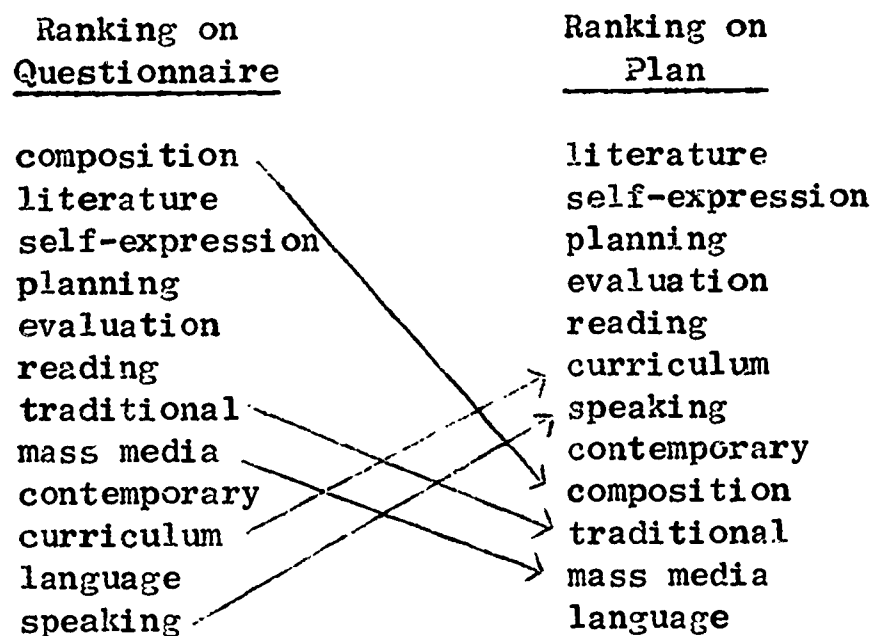 Ranking on
Questionnaire
composition
literature
self-expression
planning
evaluation
reading
traditional
mass media
contemporary
curriculum
language
speaking
Ranking on
Plan
literature
self-expression
planning
evaluation
reading
curriculum
speaking
contemporary
composition
traditional
mass media
language